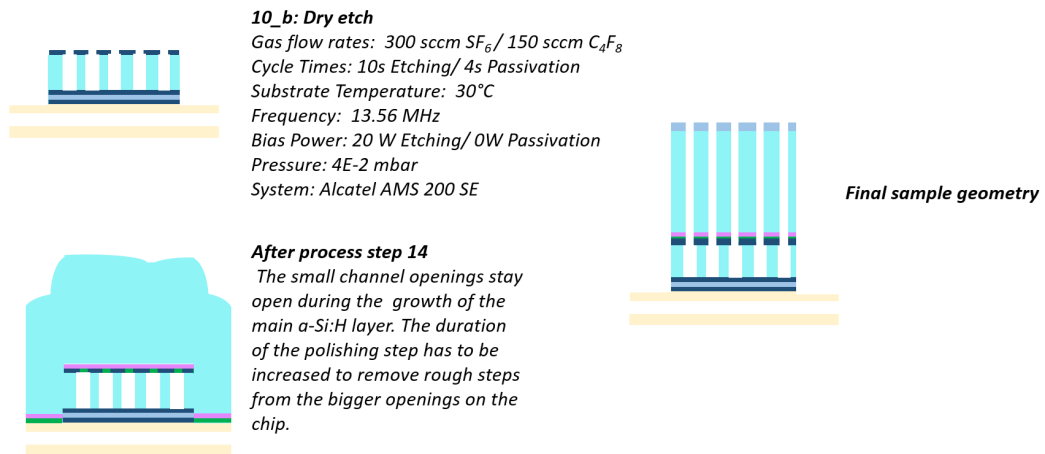 10_b: Dry etch
Gas flow rates:  300 sccm SF₆/ 150 sccm C₄F₈
Cycle Times: 10s Etching/ 4s Passivation
Substrate Temperature:  30°C
Frequency:  13.56 MHz
Bias Power: 20 W Etching/ 0W Passivation
Pressure: 4E-2 mbar
System: Alcatel AMS 200 SE
Final sample geometry
After process step 14
The small channel openings stay
open during the  growth of the
main a-Si:H layer. The duration
of the polishing step has to be
increased to remove rough steps
from the bigger openings on the
chip.